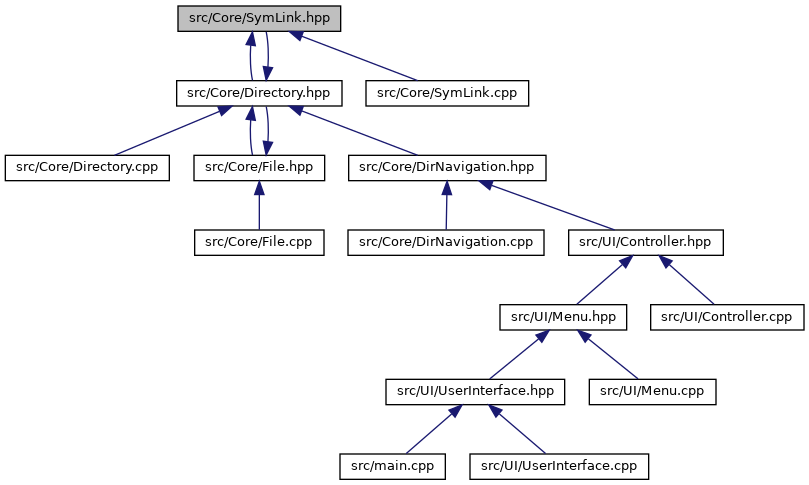 src/Core/SymLink.hpp
src/Core/Directory.hpp
src/Core/SymLink.cpp
src/Core/Directory.cpp
src/Core/File.hpp
src/Core/DirNavigation.hpp
src/Core/File.cpp
src/Core/DirNavigation.cpp
src/UI/Controller.hpp
src/UI/Menu.hpp
src/UI/Controller.cpp
src/UI/UserInterface.hpp
src/UI/Menu.cpp
src/main.cpp
src/UI/UserInterface.cpp